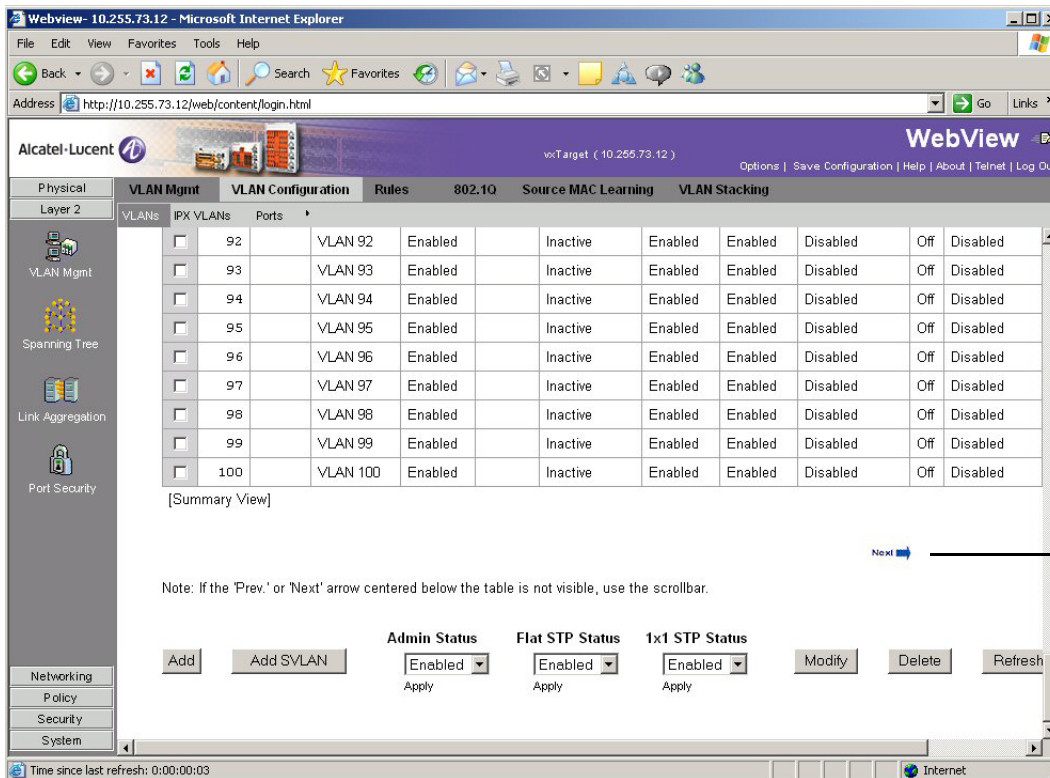 Webview- 10.255.73.12 - Microsoft Internet Explorer
File Edit View Favorites Tools Help
Back Search Favorites
Address http://10.255.73.12/web/content/login.html Go Links
Alcatel·Lucent
vxTarget ( 10.255.73.12 )
WebView
Options | Save Configuration | Help | About | Telnet | Log Ou
Physical
Layer 2
VLAN Mgmt VLAN Configuration Rules 802.1Q Source MAC Learning VLAN Stacking
VLANs IPX VLANs Ports
VLAN Mgmt
Spanning Tree
Link Aggregation
Port Security
92 VLAN 92 Enabled Inactive Enabled Enabled Disabled Off Disabled
93 VLAN 93 Enabled Inactive Enabled Enabled Disabled Off Disabled
94 VLAN 94 Enabled Inactive Enabled Enabled Disabled Off Disabled
95 VLAN 95 Enabled Inactive Enabled Enabled Disabled Off Disabled
96 VLAN 96 Enabled Inactive Enabled Enabled Disabled Off Disabled
97 VLAN 97 Enabled Inactive Enabled Enabled Disabled Off Disabled
98 VLAN 98 Enabled Inactive Enabled Enabled Disabled Off Disabled
99 VLAN 99 Enabled Inactive Enabled Enabled Disabled Off Disabled
100 VLAN 100 Enabled Inactive Enabled Enabled Disabled Off Disabled
[Summary View]
Next
Note: If the 'Prev.' or 'Next' arrow centered below the table is not visible, use the scrollbar.
Admin Status Flat STP Status 1x1 STP Status
Add Add SVLAN Enabled Enabled Enabled Modify Delete Refresh
Apply Apply Apply
Networking
Policy
Security
System
Time since last refresh: 0:00:00:03 Internet